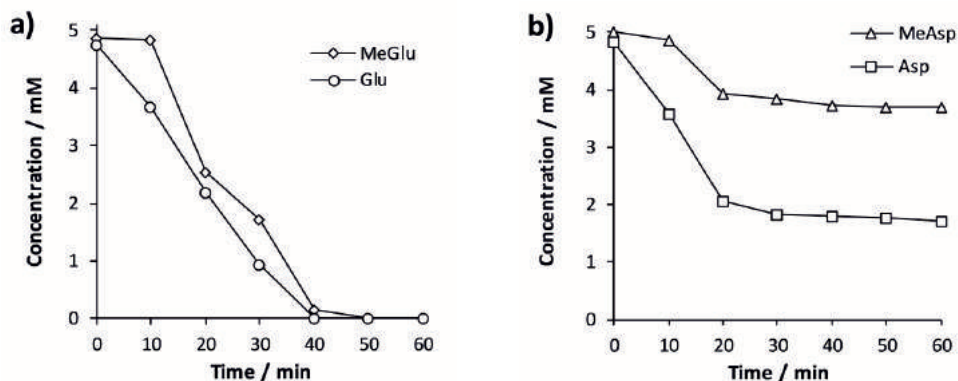 a)
5
4
3
2
1
0
Concentration / mM
MeGlu
Glu
0 10 20 30 40 50 60
Time / min
b)
5
4
3
2
1
0
Concentration / mM
MeAsp
Asp
0 10 20 30 40 50 60
Time / min